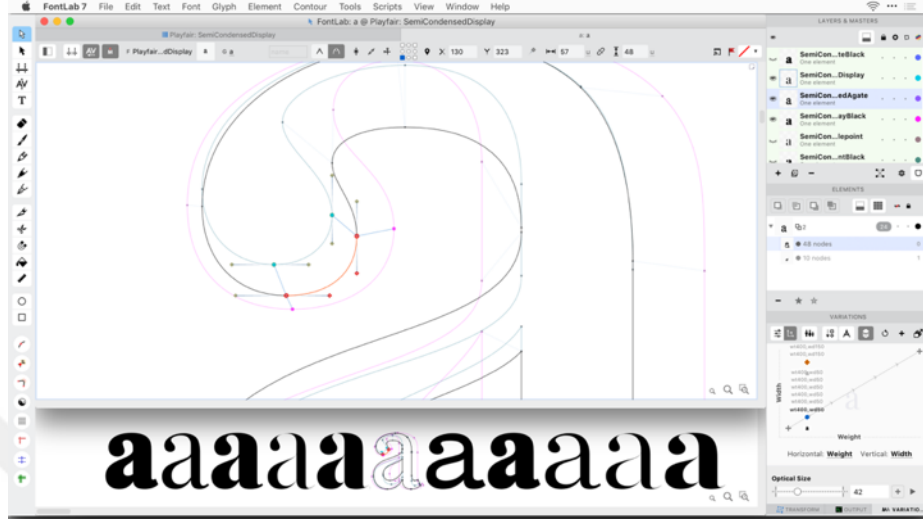 FontLab 7 File Edit Text Font Glyph Element Contour Tools Scripts View Window Help
FontLab: a @ Playfair: SemiCondensedDisplay
Playfair: SemiCondensedDisplay
a: a
Playfair...dDisplay a
X 130 Y 323 57 48
LAYERS & MASTERS
SemiCon...teBlack
One element
SemiCon...Display
One element
SemiCon...edAgate
One element
SemiCon...ayBlack
One element
SemiCon...lepoint
One element
SemiCon...ntBlack
ELEMENTS
48 nodes
10 nodes
VARIATIONS
Width
Weight
Horizontal: Weight Vertical: Width
Optical Size
42
TRANSFORM OUTPUT VARIATIO
aaaaaaaaaaa